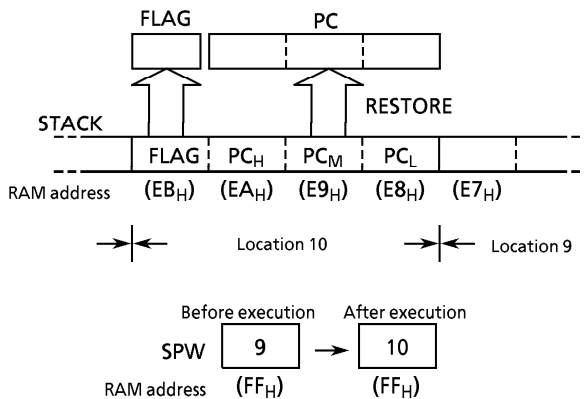 FLAG PC
RESTORE
STACK
FLAG PCH PCM PCL
RAM address (EBH) (EAH) (E9H) (E8H) (E7H)
Location 10 Location 9
Before execution After execution
SPW 9 10
RAM address (FFH) (FFH)